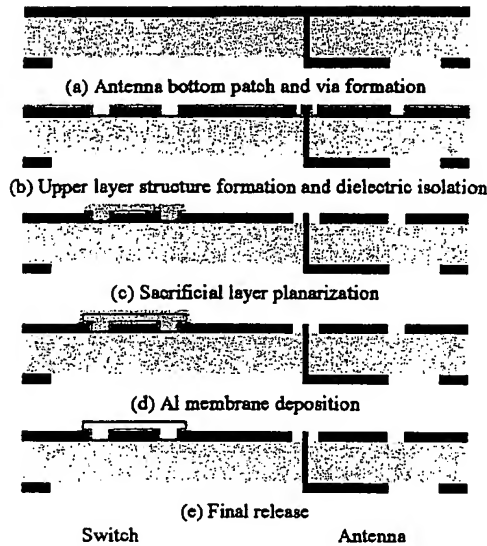 (a) Antenna bottom patch and via formation
(b) Upper layer structure formation and dielectric isolation
(c) Sacrificial layer planarization
(d) Al membrane deposition
(e) Final release
Switch Antenna